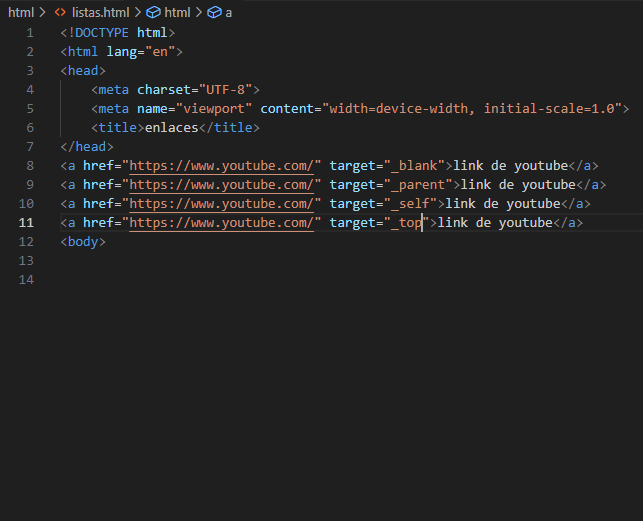 html > listas.html > html > a
1 <!DOCTYPE html>
2 <html lang="en">
3 <head>
4     <meta charset="UTF-8">
5     <meta name="viewport" content="width=device-width, initial-scale=1.0">
6     <title>enlaces</title>
7 </head>
8 <a href="https://www.youtube.com/" target="_blank">link de youtube</a>
9 <a href="https://www.youtube.com/" target="_parent">link de youtube</a>
10 <a href="https://www.youtube.com/" target="_self">link de youtube</a>
11 <a href="https://www.youtube.com/" target="_top">link de youtube</a>
12 <body>
13
14